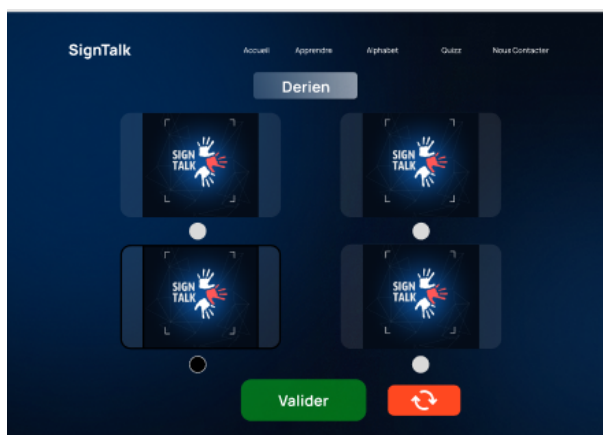 SignTalk
Accueil Apprendre Alphabet Quizz Nous Contacter
Derien
SIGN
TALK
SIGN
TALK
SIGN
TALK
SIGN
TALK
Valider